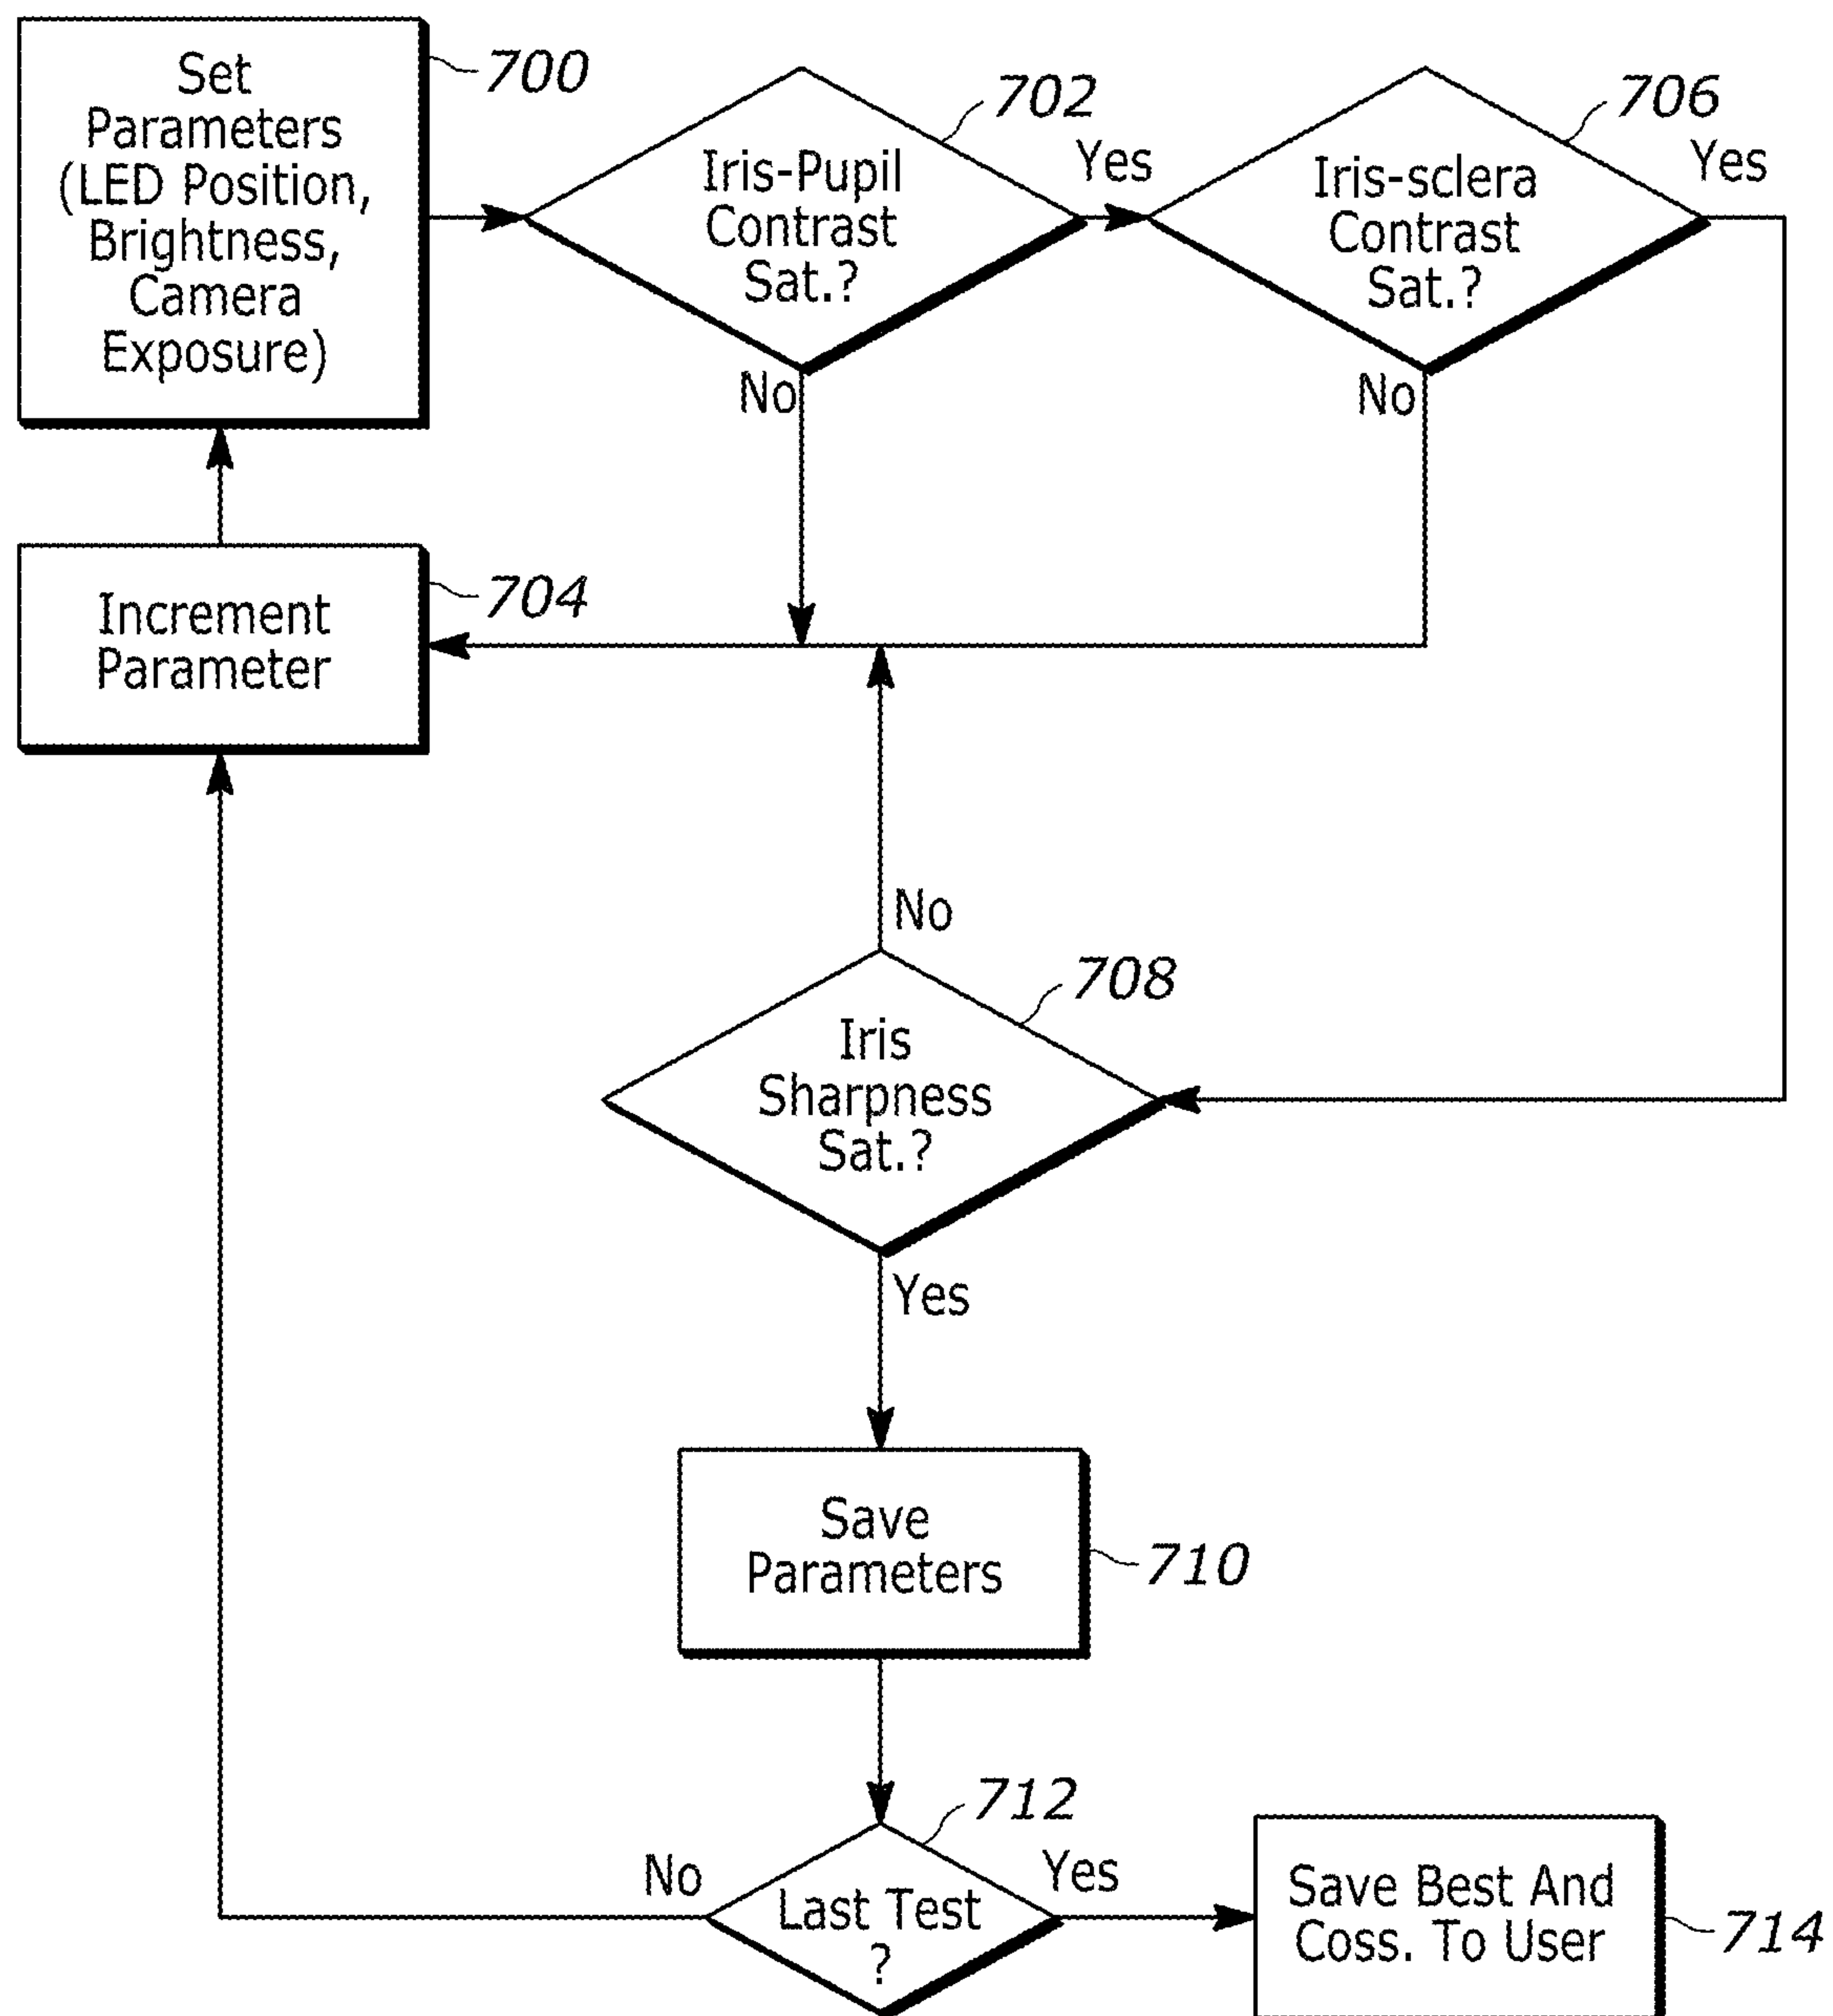 Set
Parameters
(LED Position,
Brightness,
Camera
Exposure)
700
Iris-Pupil
Contrast
Sat.?
702
Yes
No
Iris-sclera
Contrast
Sat.?
706
Yes
No
Increment
Parameter
704
No
Iris
Sharpness
Sat.?
708
Yes
Save
Parameters
710
Last Test
?
712
No
Yes
Save Best And
Coss. To User
714